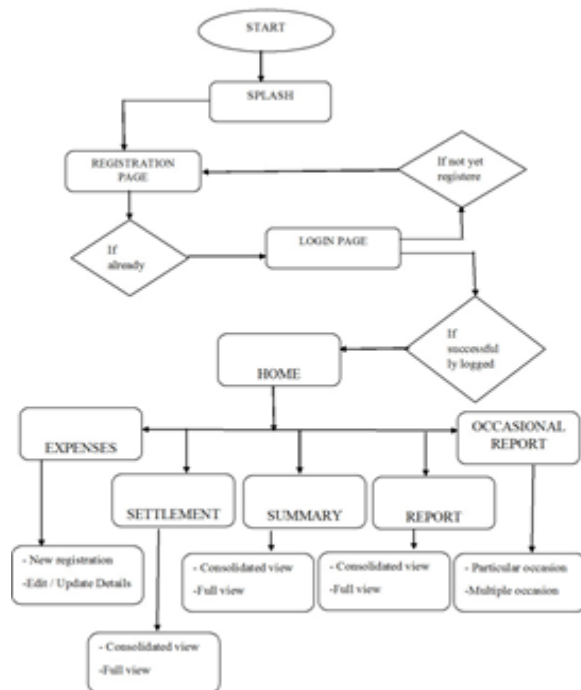 START
SPLASH
REGISTRATION
PAGE
If not yet
registere
If
already
LOGIN PAGE
If
successful
ly logged
HOME
EXPENSES
SETTLEMENT
SUMMARY
REPORT
OCCASIONAL
REPORT
- New registration
-Edit / Update Details
- Consolidated view
-Full view
- Consolidated view
-Full view
- Consolidated view
-Full view
- Particular occasion
-Multiple occasion